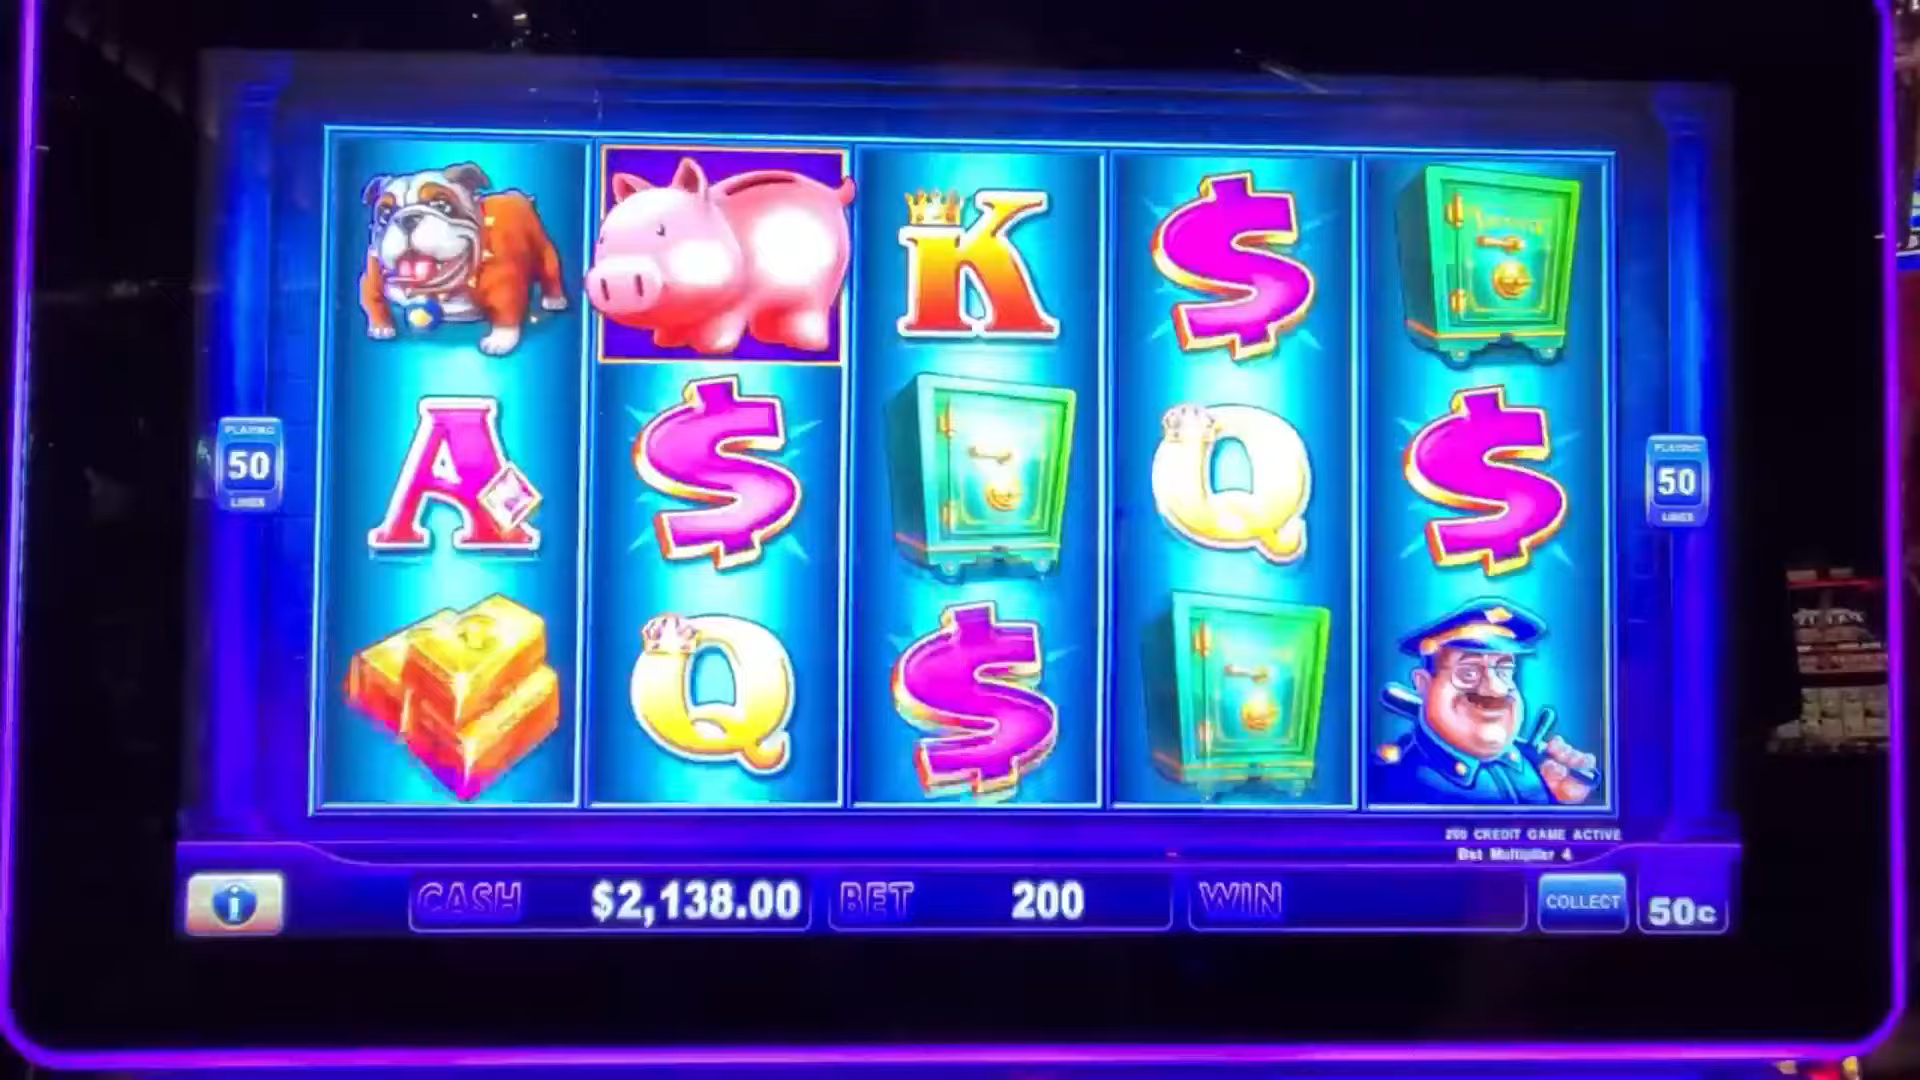 K
A
Q
Q
PLAYING
50
LINES
PLAYING
50
LINES
200 CREDIT GAME ACTIVE
Bet Multiplier 4
CASH $2,138.00 BET 200 WIN COLLECT 50c